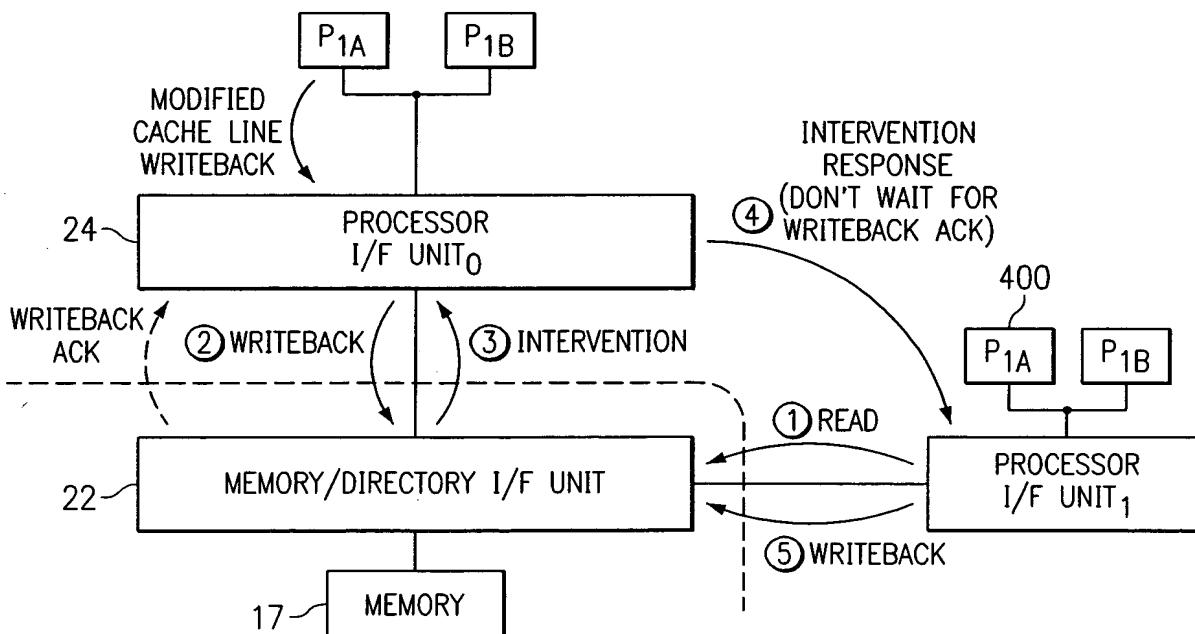 P1A
P1B
MODIFIED
CACHE LINE
WRITEBACK
INTERVENTION
RESPONSE
(DON'T WAIT FOR
WRITEBACK ACK)
4
24
PROCESSOR
I/F UNIT0
400
P1A
P1B
WRITEBACK
ACK
2 WRITEBACK
3 INTERVENTION
1 READ
22
MEMORY/DIRECTORY I/F UNIT
PROCESSOR
I/F UNIT1
5 WRITEBACK
17
MEMORY